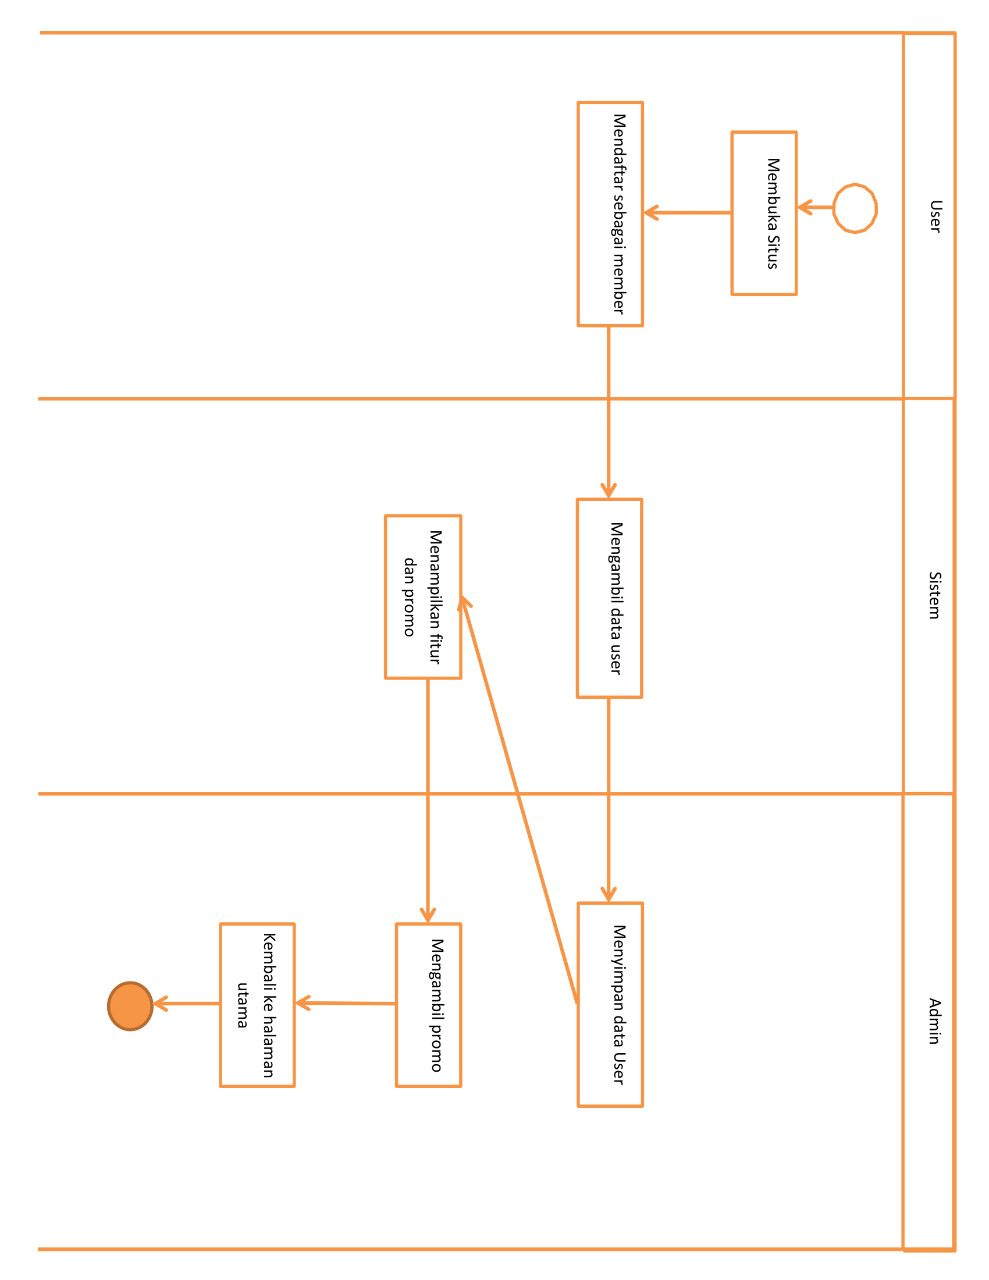 User
Sistem
Admin
Membuka Situs
Mendaftar sebagai member
Mengambil data user
Menyimpan data User
Menampilkan fitur
dan promo
Mengambil promo
Kembali ke halaman
utama